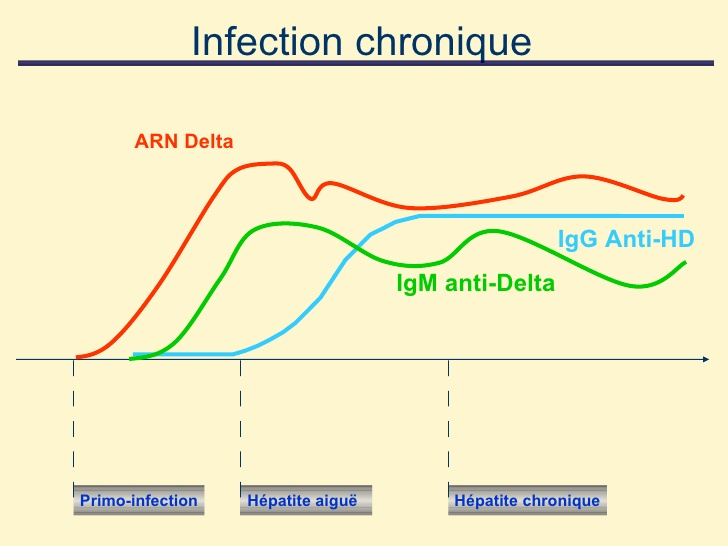 Infection chronique
ARN Delta
IgG Anti-HD
IgM anti-Delta
Primo-infection
Hépatite aiguë
Hépatite chronique